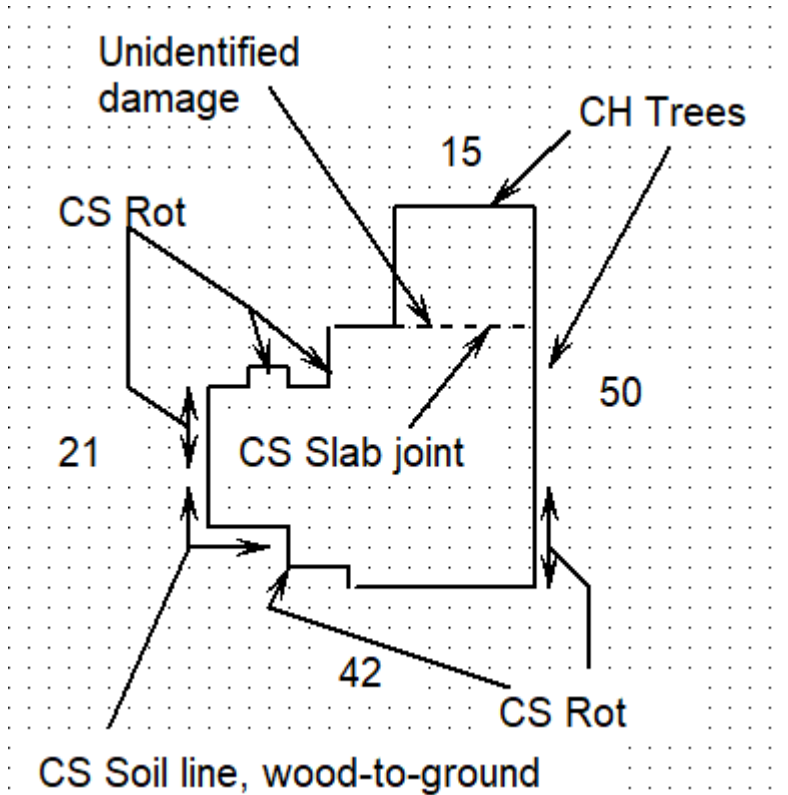 Unidentified
damage
CH Trees
15
CS Rot
50
21
CS Slab joint
42
CS Rot
CS Soil line, wood-to-ground